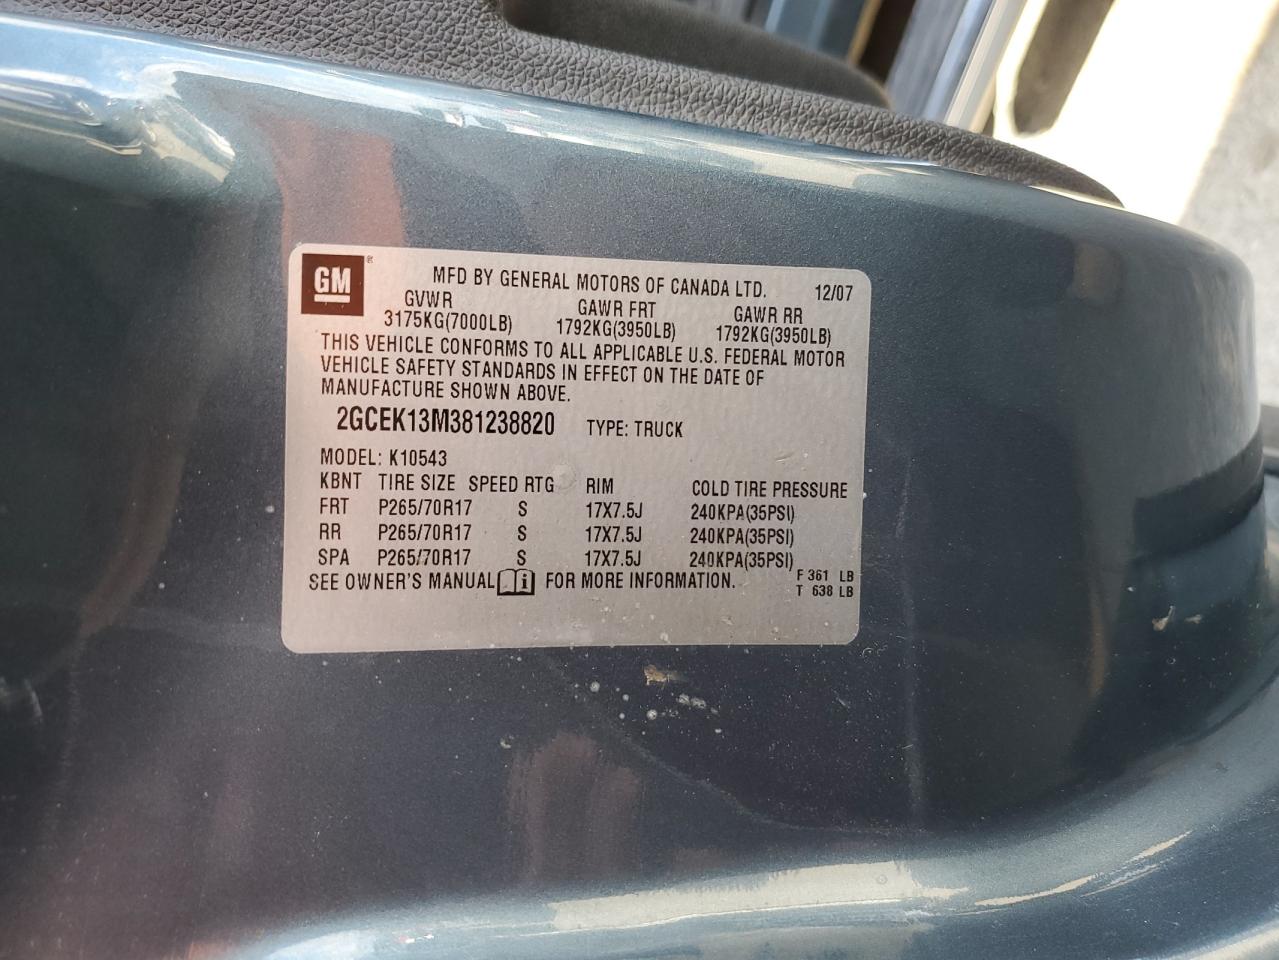 GM ® MFD BY GENERAL MOTORS OF CANADA LTD. 12/07
GVWR GAWR FRT GAWR RR
3175KG(7000LB) 1792KG(3950LB) 1792KG(3950LB)
THIS VEHICLE CONFORMS TO ALL APPLICABLE U.S. FEDERAL MOTOR
VEHICLE SAFETY STANDARDS IN EFFECT ON THE DATE OF
MANUFACTURE SHOWN ABOVE.
2GCEK13M381238820 TYPE: TRUCK
MODEL: K10543
KBNT TIRE SIZE SPEED RTG RIM COLD TIRE PRESSURE
FRT P265/70R17 S 17X7.5J 240KPA(35PSI)
RR P265/70R17 S 17X7.5J 240KPA(35PSI)
SPA P265/70R17 S 17X7.5J 240KPA(35PSI)
SEE OWNER'S MANUAL i FOR MORE INFORMATION.
F 361 LB
T 638 LB